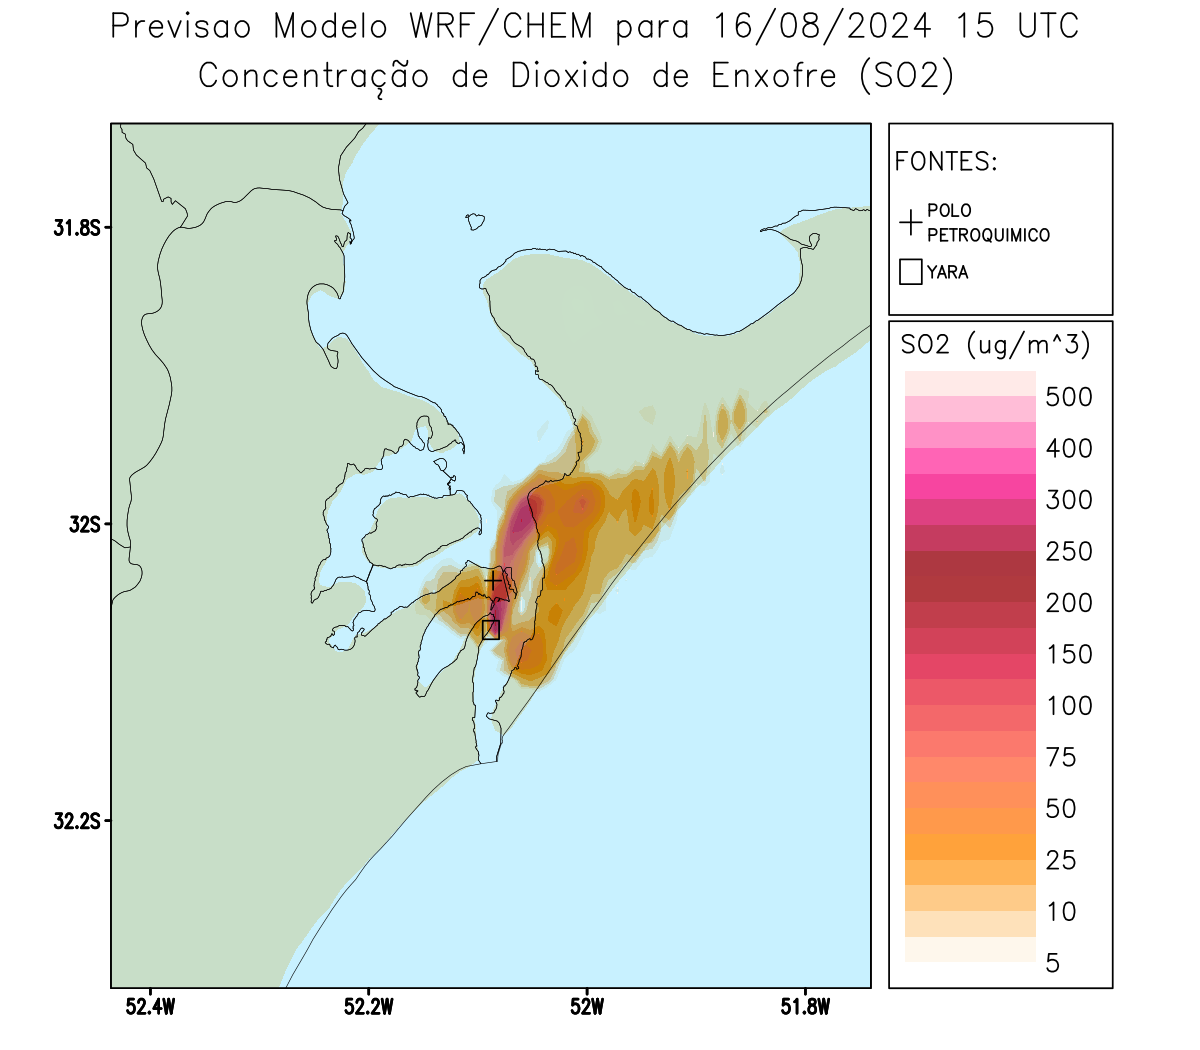 Previsao Modelo WRF/CHEM para 16/08/2024 15 UTC
Concentração de Dioxido de Enxofre (SO2)
FONTES:
POLO
PETROQUIMICO
YARA
SO2 (ug/m^3)
500
400
300
250
200
150
100
75
50
25
10
5
31.8S
32S
32.2S
52.4W
52.2W
52W
51.8W